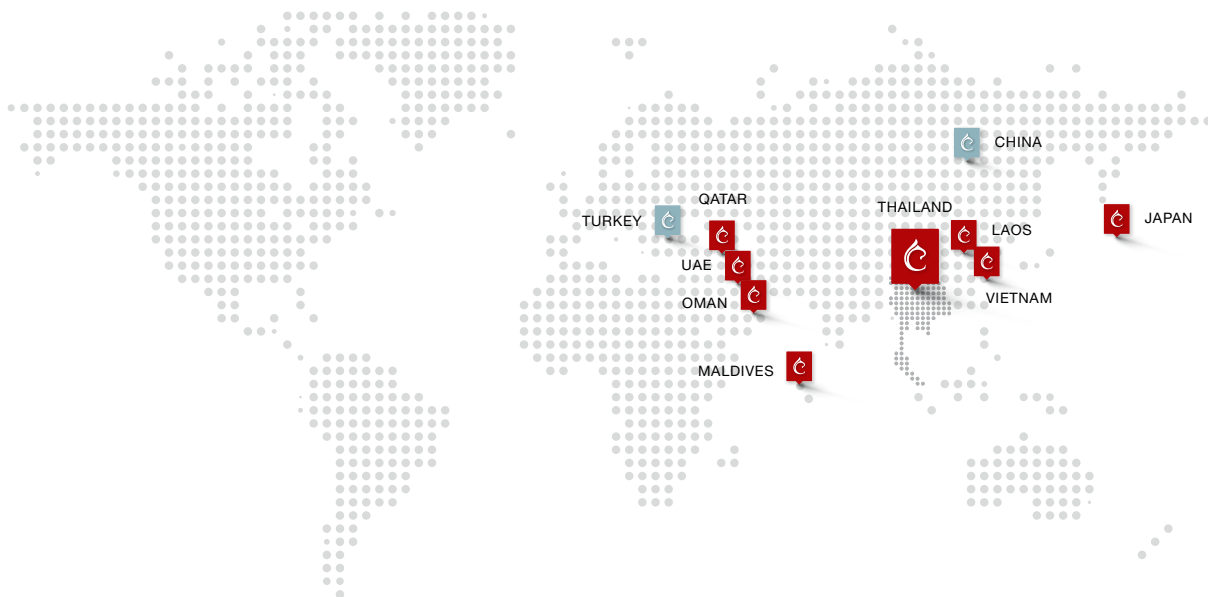 CHINA
QATAR
THAILAND
TURKEY
JAPAN
LAOS
UAE
VIETNAM
OMAN
MALDIVES